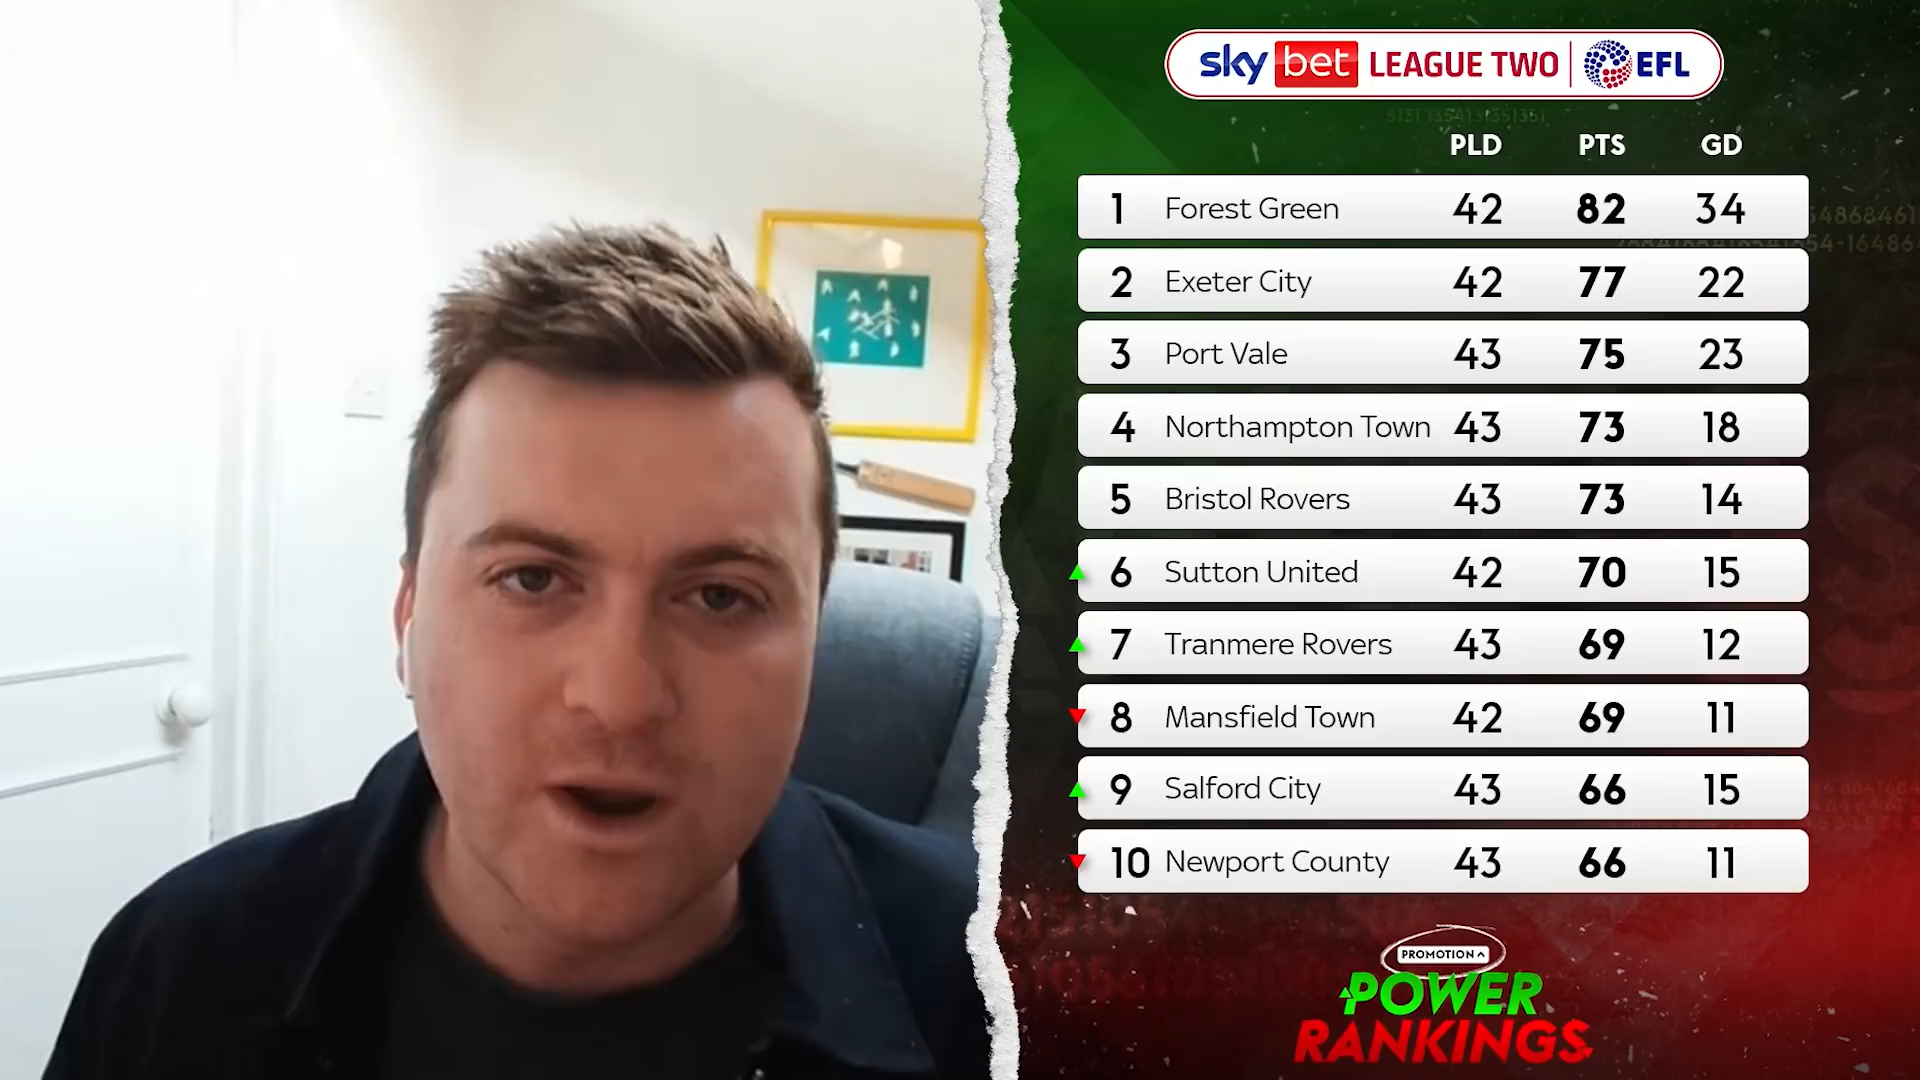 sky bet LEAGUE TWO EFL
PLD PTS GD
1 Forest Green 42 82 34
2 Exeter City 42 77 22
3 Port Vale 43 75 23
4 Northampton Town 43 73 18
5 Bristol Rovers 43 73 14
6 Sutton United 42 70 15
7 Tranmere Rovers 43 69 12
8 Mansfield Town 42 69 11
9 Salford City 43 66 15
10 Newport County 43 66 11
PROMOTION
POWER
RANKINGS